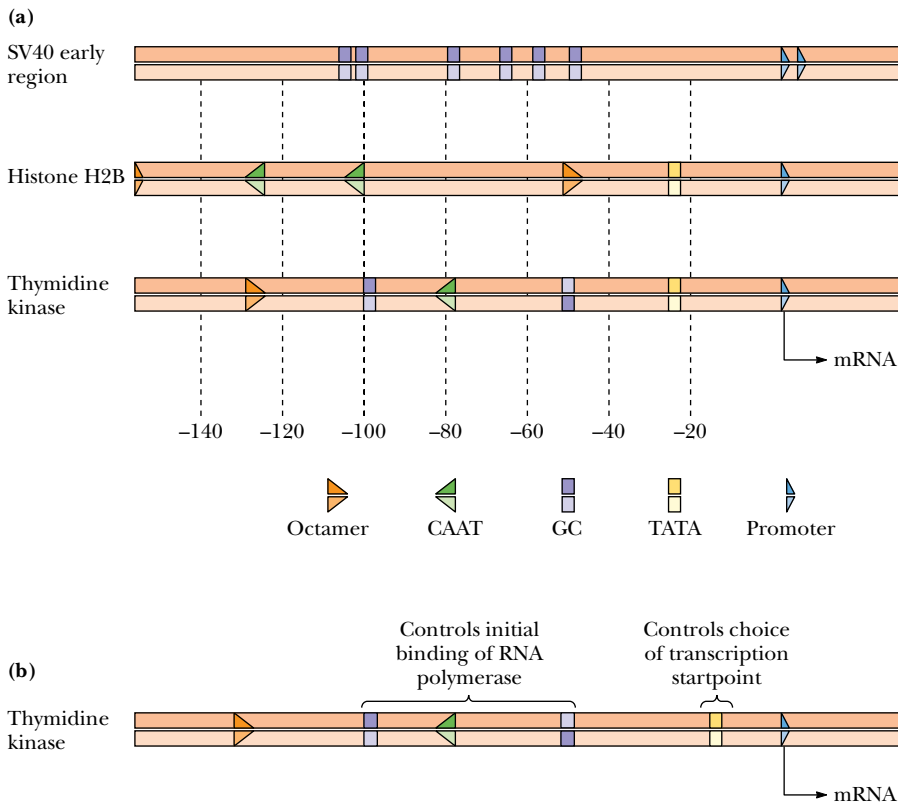 (a)
SV40 early
region
Histone H2B
Thymidine
kinase
mRNA
–140 –120 –100 –80 –60 –40 –20
Octamer CAAT GC TATA Promoter
Controls initial
binding of RNA
polymerase
Controls choice
of transcription
startpoint
(b)
Thymidine
kinase
mRNA